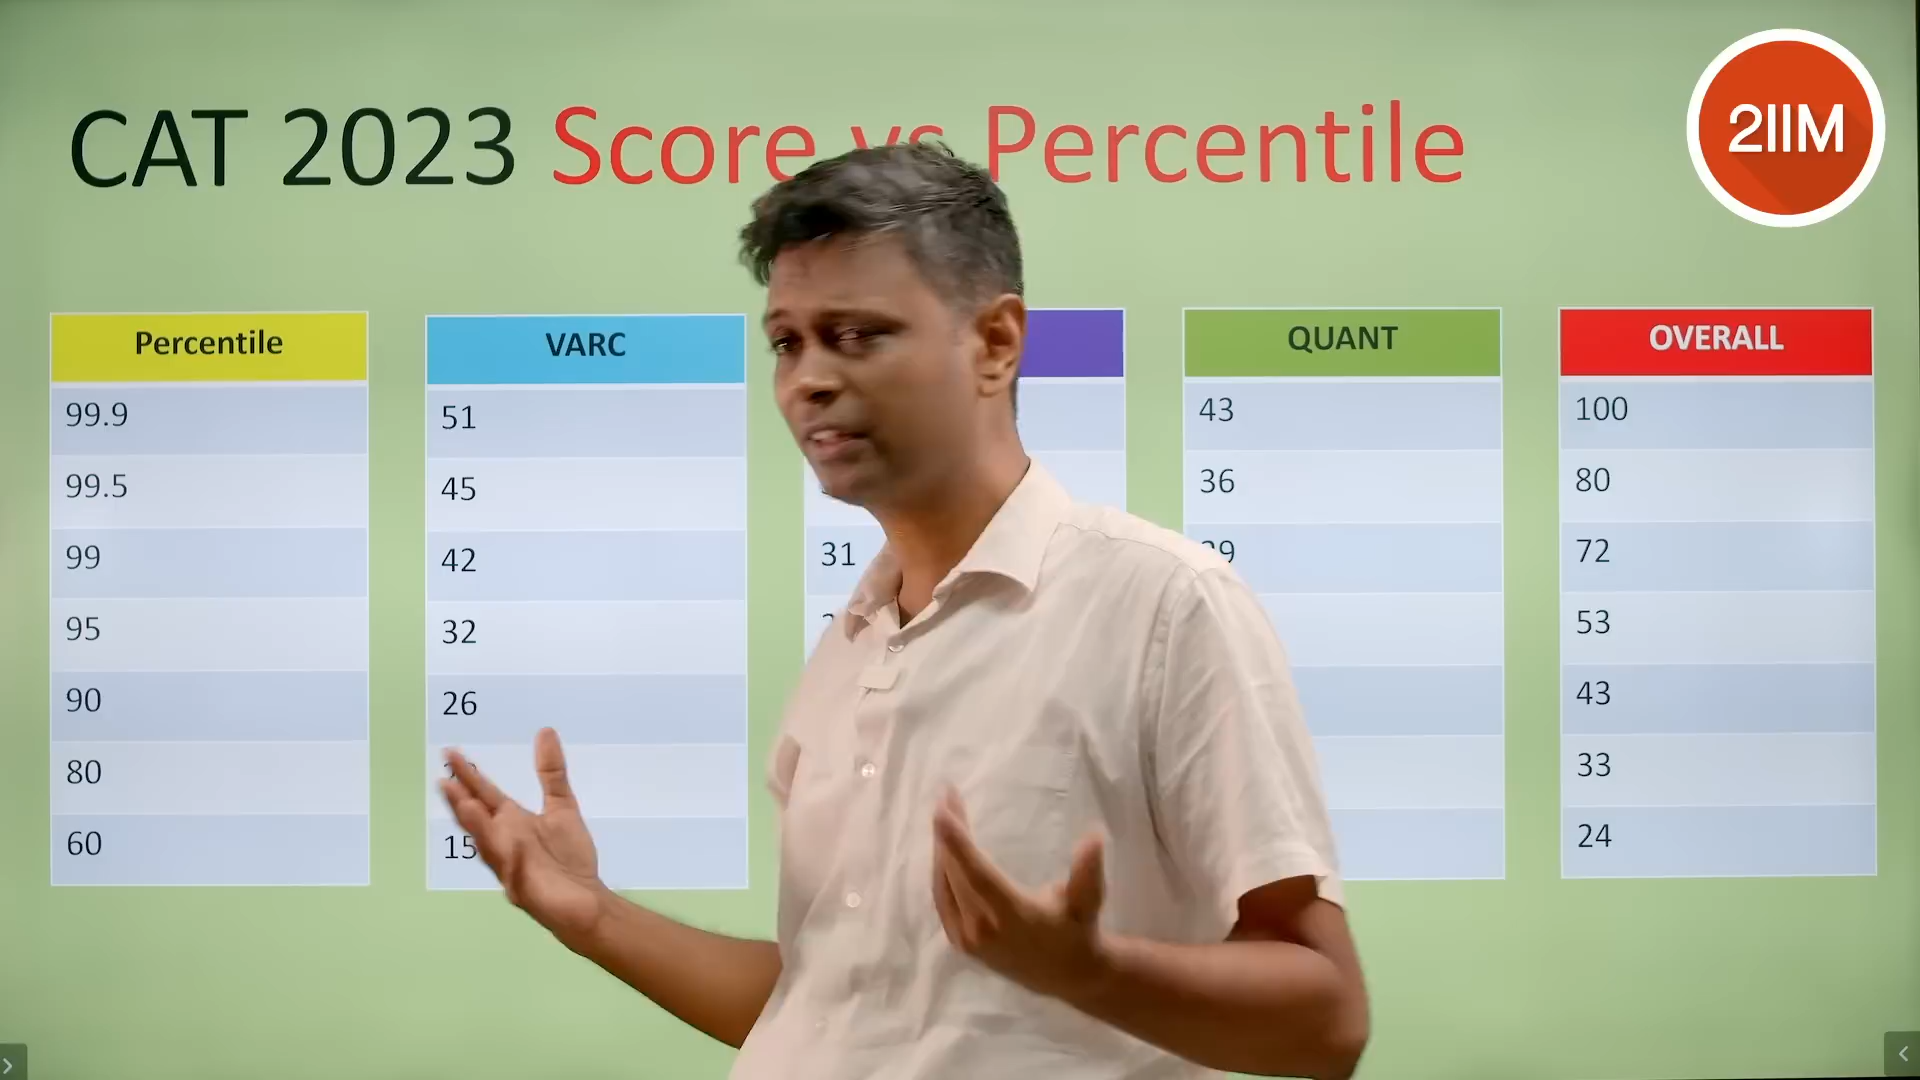 CAT 2023 Score vs Percentile
2IIM
Percentile VARC QUANT OVERALL
99.9 51 43 100
99.5 45 36 80
99 42 31 72
95 32 53
90 26 43
80 33
60 15 24